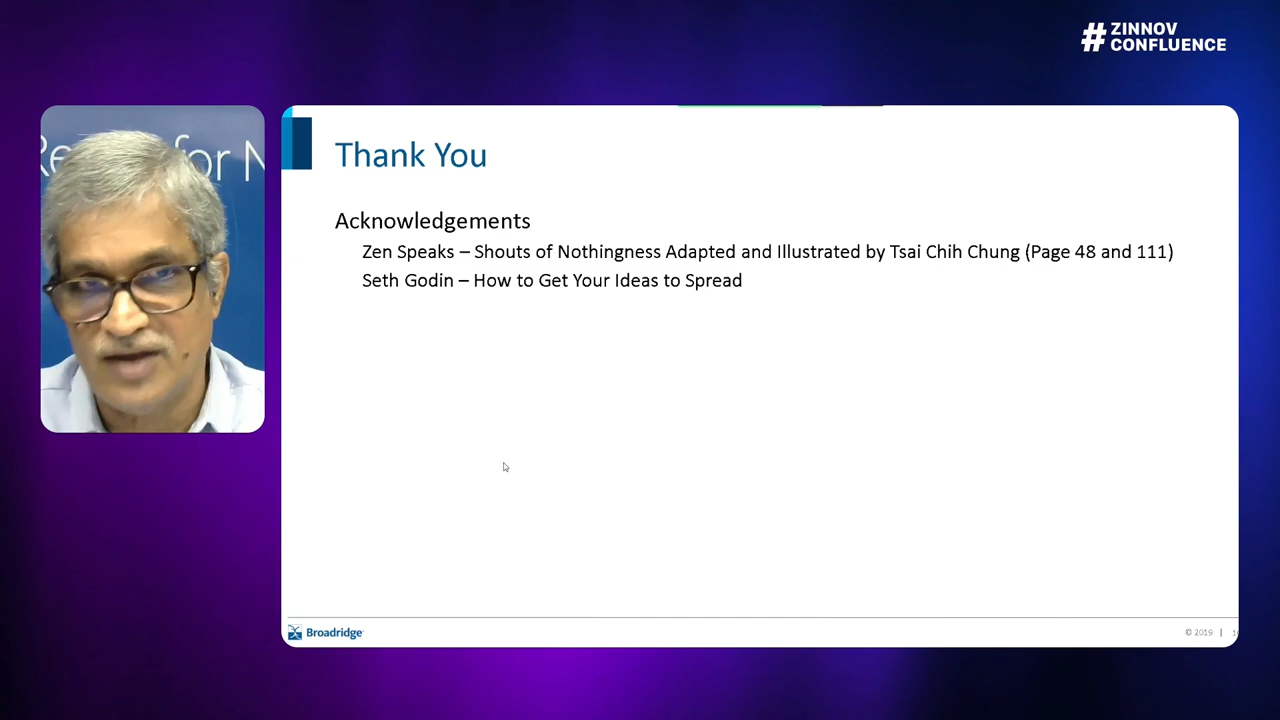 # ZINNOV
CONFLUENCE
for N
Thank You
Acknowledgements
Zen Speaks – Shouts of Nothingness Adapted and Illustrated by Tsai Chih Chung (Page 48 and 111)
Seth Godin – How to Get Your Ideas to Spread
Broadridge
© 2019 |